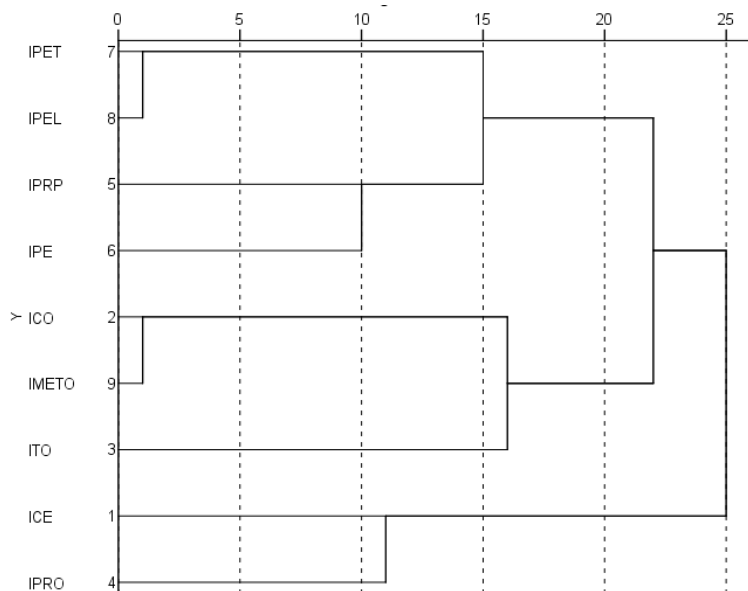 0 5 10 15 20 25
IPET 7
IPEL 8
IPRP 5
IPE 6
Y
ICO 2
IMETO 9
ITO 3
ICE 1
IPRO 4